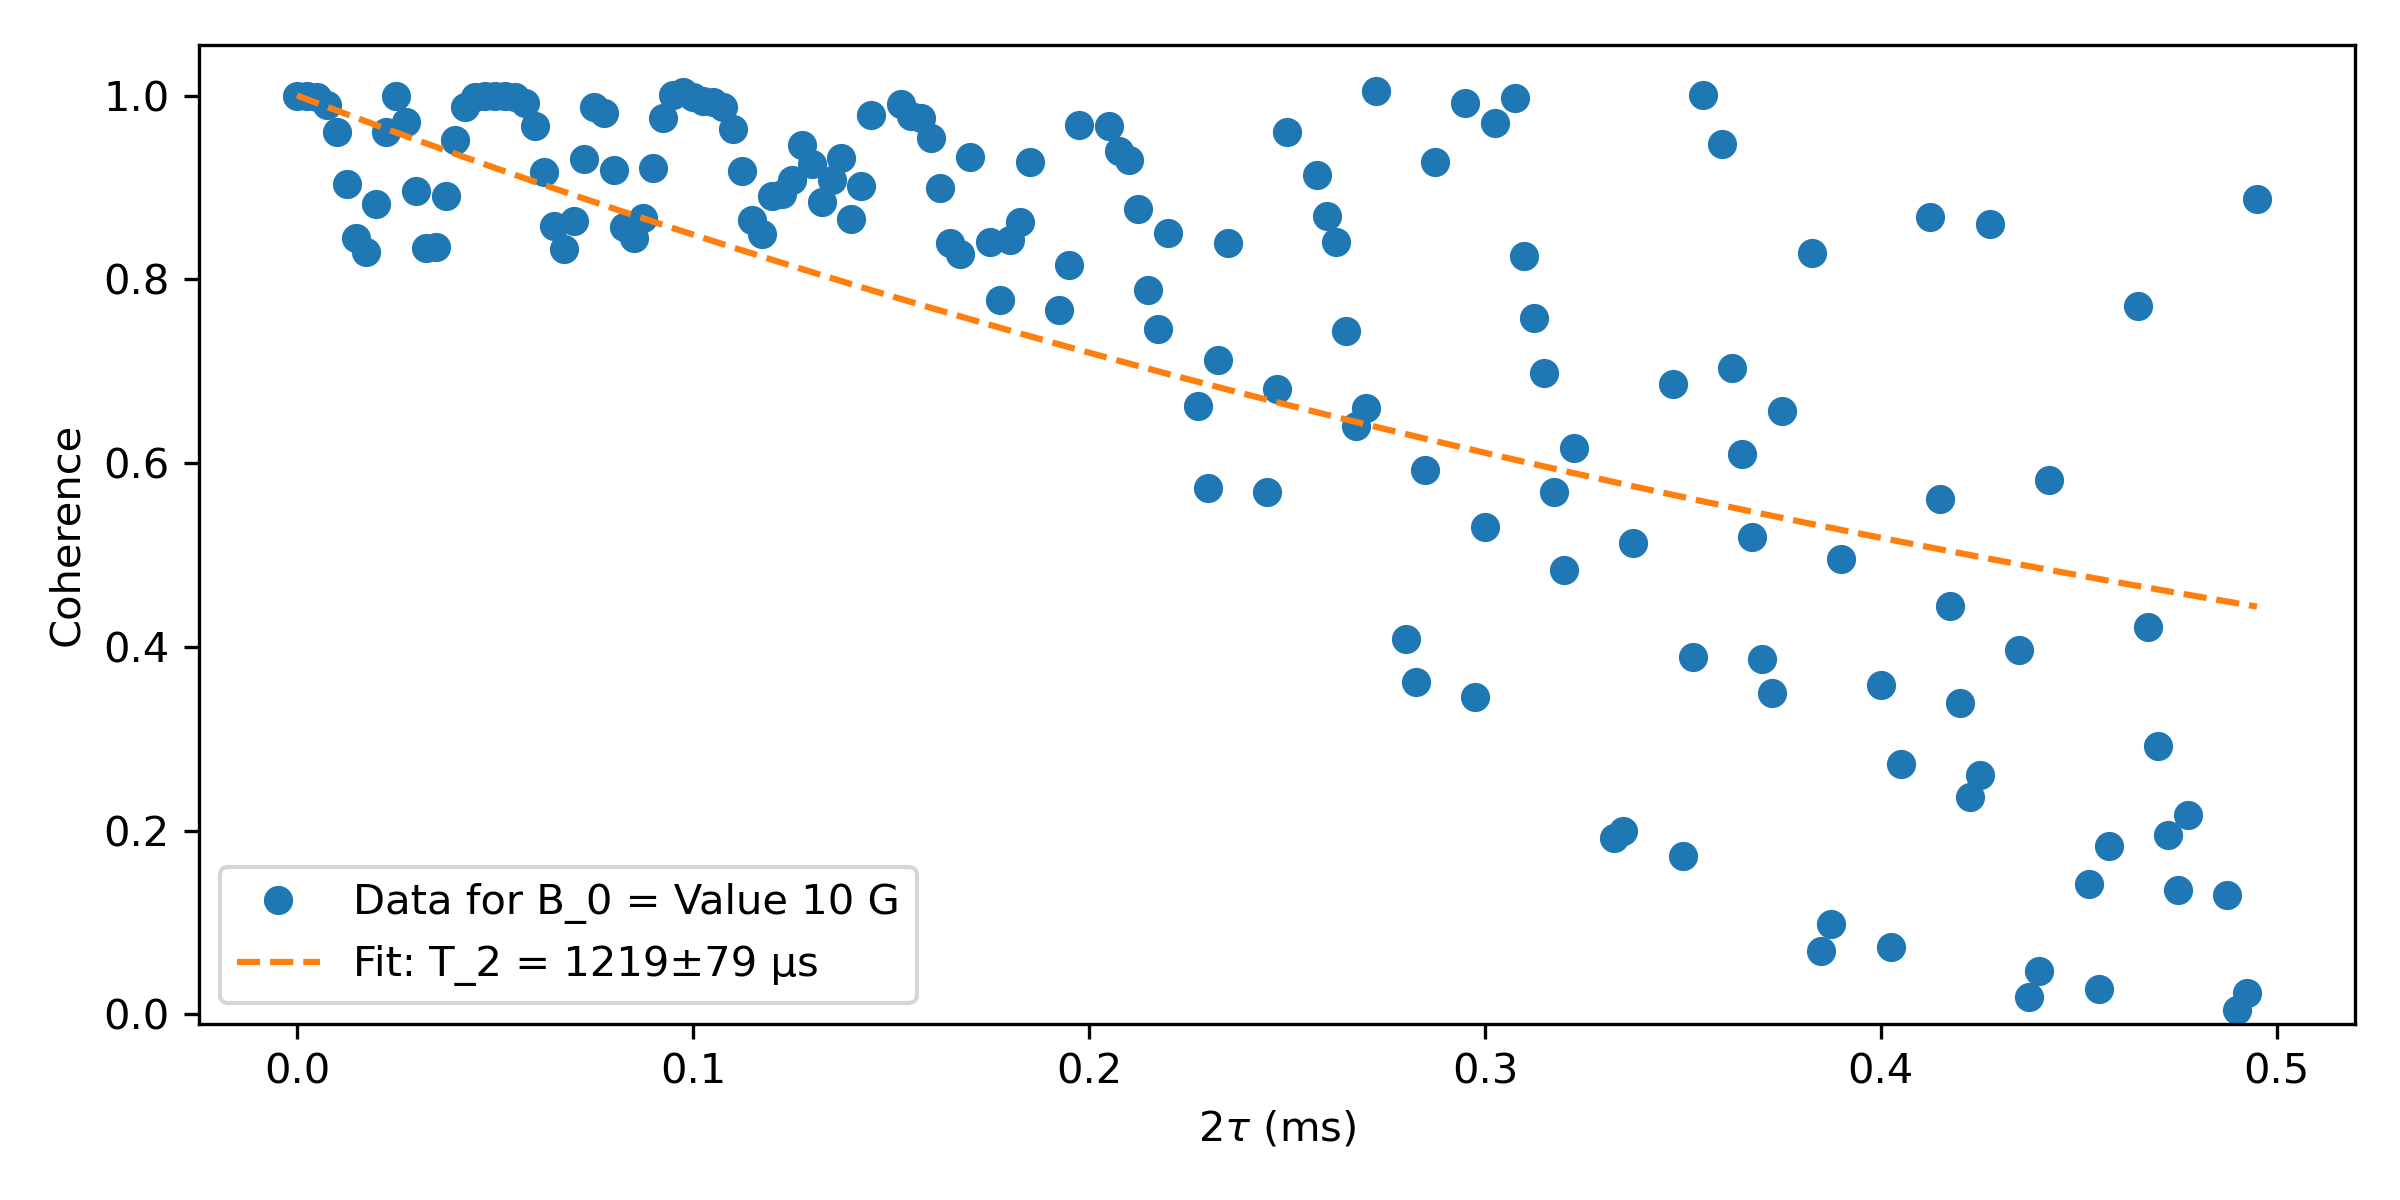 1.0
0.8
0.6
0.4
0.2
0.0
Coherence
Data for B_0 = Value 10 G
Fit: T_2 = 1219±79 µs
0.0 0.1 0.2 0.3 0.4 0.5
2τ (ms)